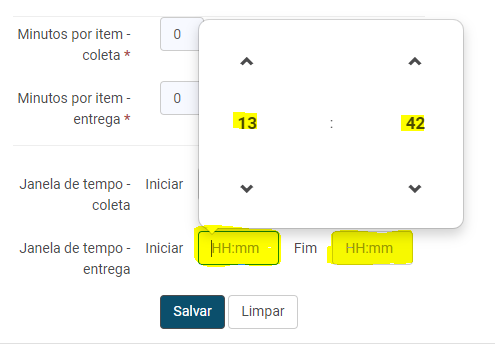 Minutos por item -
coleta *
0
Minutos por item -
entrega *
0
13 : 42
Janela de tempo -
coleta
Iniciar
Janela de tempo -
entrega
Iniciar HH:mm Fim HH:mm
Salvar Limpar